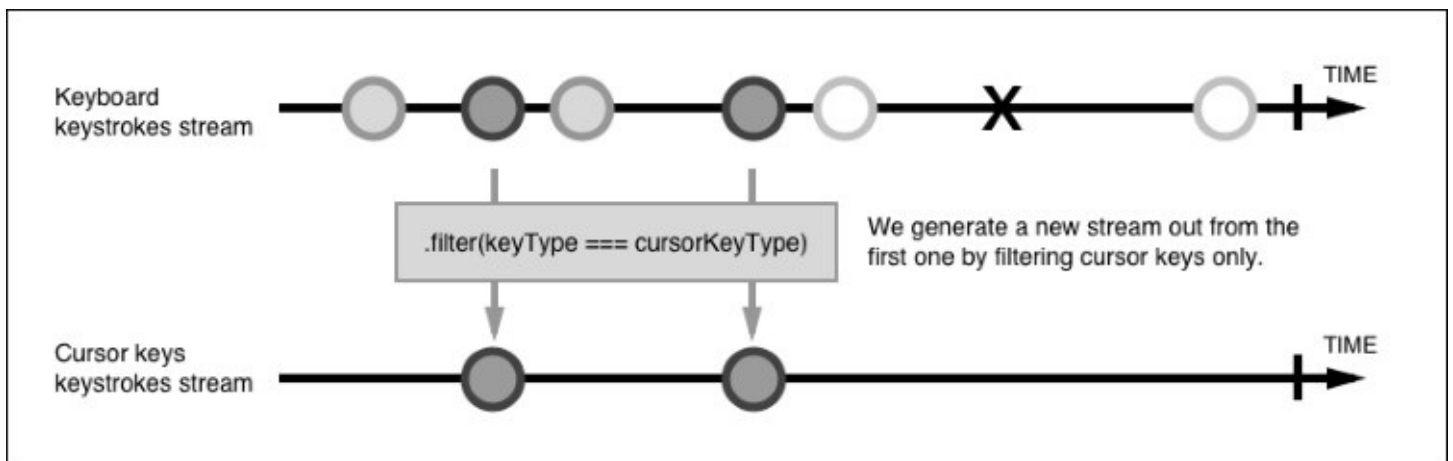 TIME
Keyboard
keystrokes stream
X
.filter(keyType === cursorKeyType)
We generate a new stream out from the
first one by filtering cursor keys only.
TIME
Cursor keys
keystrokes stream